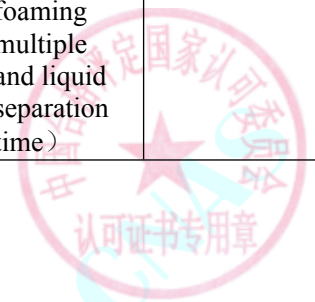 foaming
multiple
and liquid
separation
time）
中国合格评定国家认可委员会
认可证书专用章
CNAS